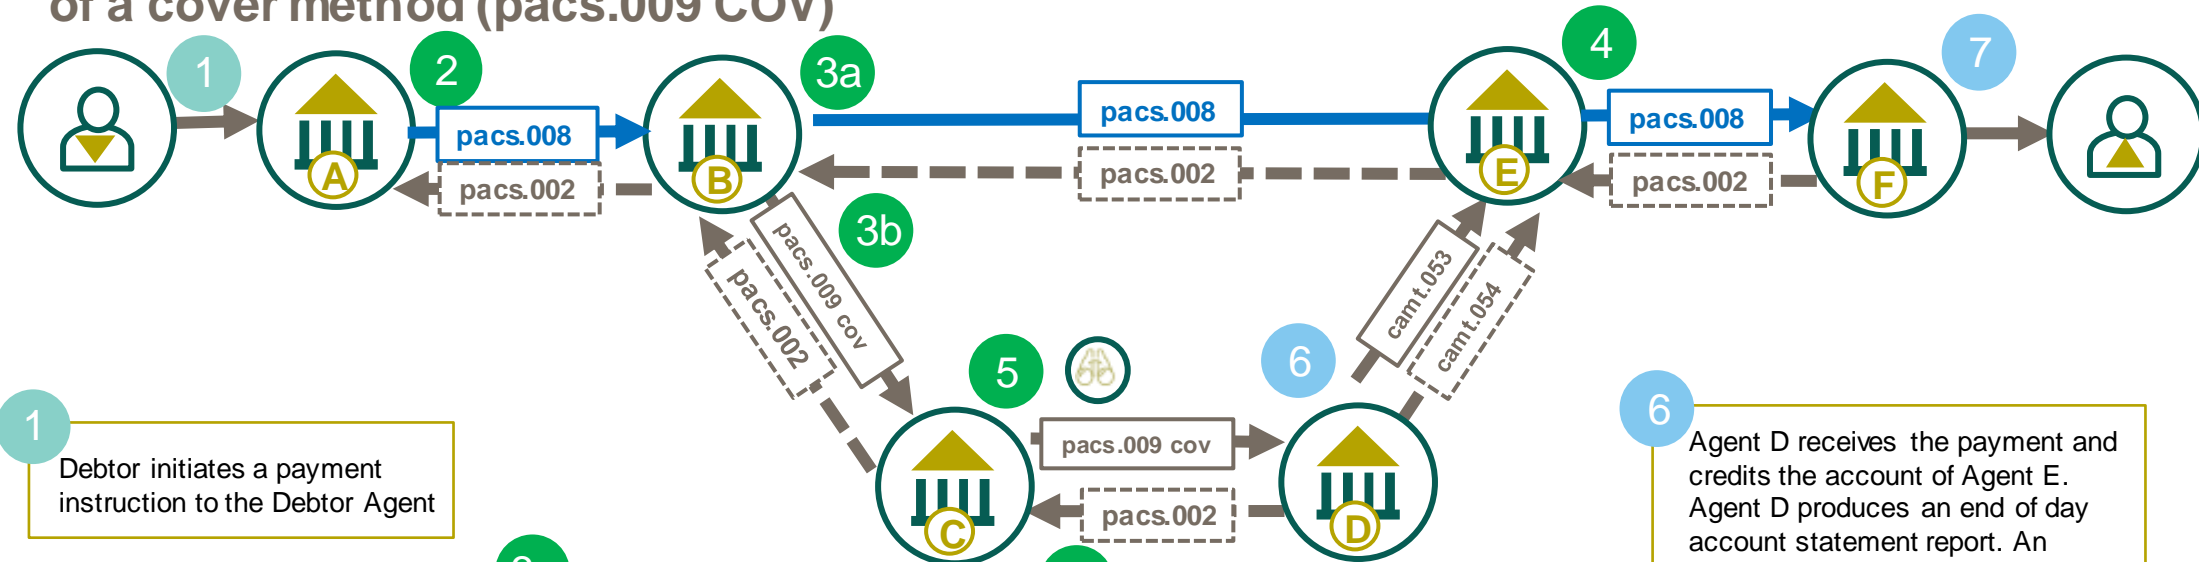 of a cover method (pacs.009 COV)
1
2
3a
4
7
pacs.008
pacs.008
pacs.008
pacs.002
pacs.002
pacs.002
A
B
E
F
3b
pacs.009 cov
pacs.002
camt.053
camt.054
5
6
pacs.009 cov
pacs.002
C
D
1
Debtor initiates a payment
instruction to the Debtor Agent
6
Agent D receives the payment and
credits the account of Agent E.
Agent D produces an end of day
account statement report. An